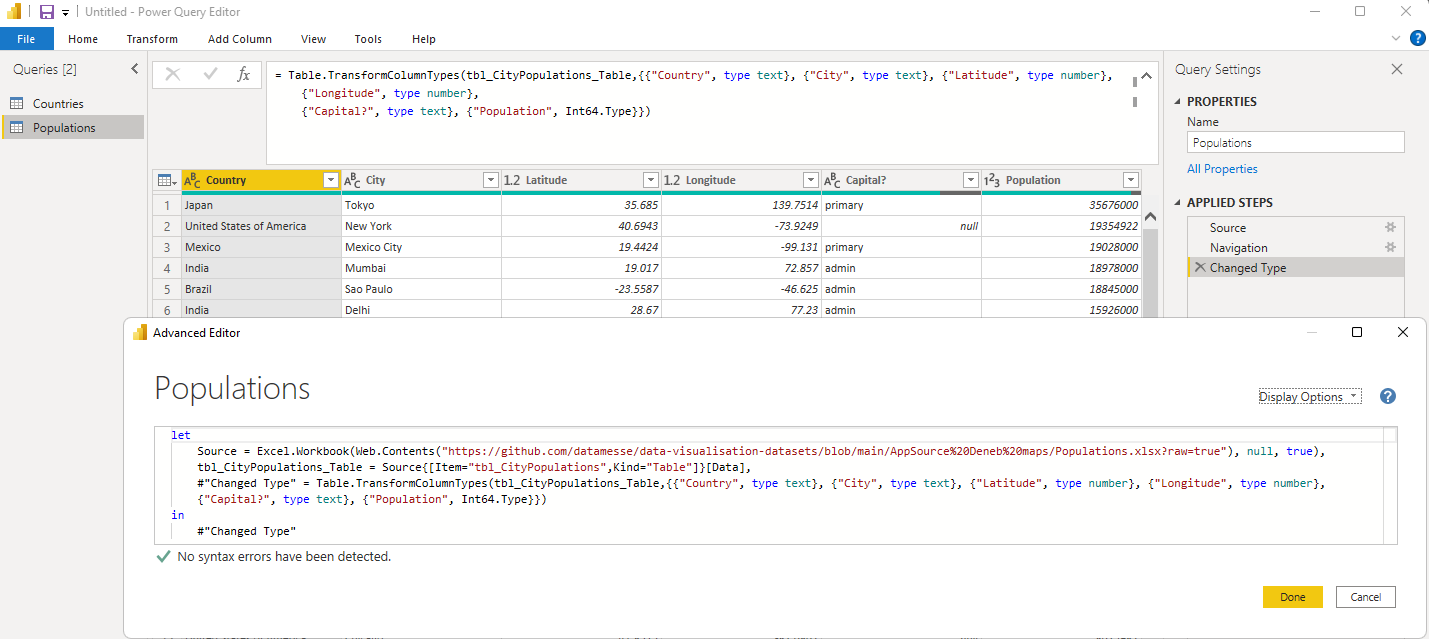 Untitled - Power Query Editor
File Home Transform Add Column View Tools Help
Queries [2]
Countries
Populations
fx
= Table.TransformColumnTypes(tbl_CityPopulations_Table,{{"Country", type text}, {"City", type text}, {"Latitude", type number},
{"Longitude", type number},
{"Capital?", type text}, {"Population", Int64.Type}})
Query Settings
PROPERTIES
Name
Populations
All Properties
APPLIED STEPS
Source
Navigation
Changed Type
ABC Country ABC City 1.2 Latitude 1.2 Longitude ABC Capital? 123 Population
1 Japan Tokyo 35.685 139.7514 primary 35676000
2 United States of America New York 40.6943 -73.9249 null 19354922
3 Mexico Mexico City 19.4424 -99.131 primary 19028000
4 India Mumbai 19.017 72.857 admin 18978000
5 Brazil Sao Paulo -23.5587 -46.625 admin 18845000
6 India Delhi 28.67 77.23 admin 15926000
Advanced Editor
Populations
Display Options
let
Source = Excel.Workbook(Web.Contents("https://github.com/datamesse/data-visualisation-datasets/blob/main/AppSource%20Deneb%20maps/Populations.xlsx?raw=true"), null, true),
tbl_CityPopulations_Table = Source{[Item="tbl_CityPopulations",Kind="Table"]}[Data],
#"Changed Type" = Table.TransformColumnTypes(tbl_CityPopulations_Table,{{"Country", type text}, {"City", type text}, {"Latitude", type number}, {"Longitude", type number},
{"Capital?", type text}, {"Population", Int64.Type}})
in
#"Changed Type"
No syntax errors have been detected.
Done Cancel